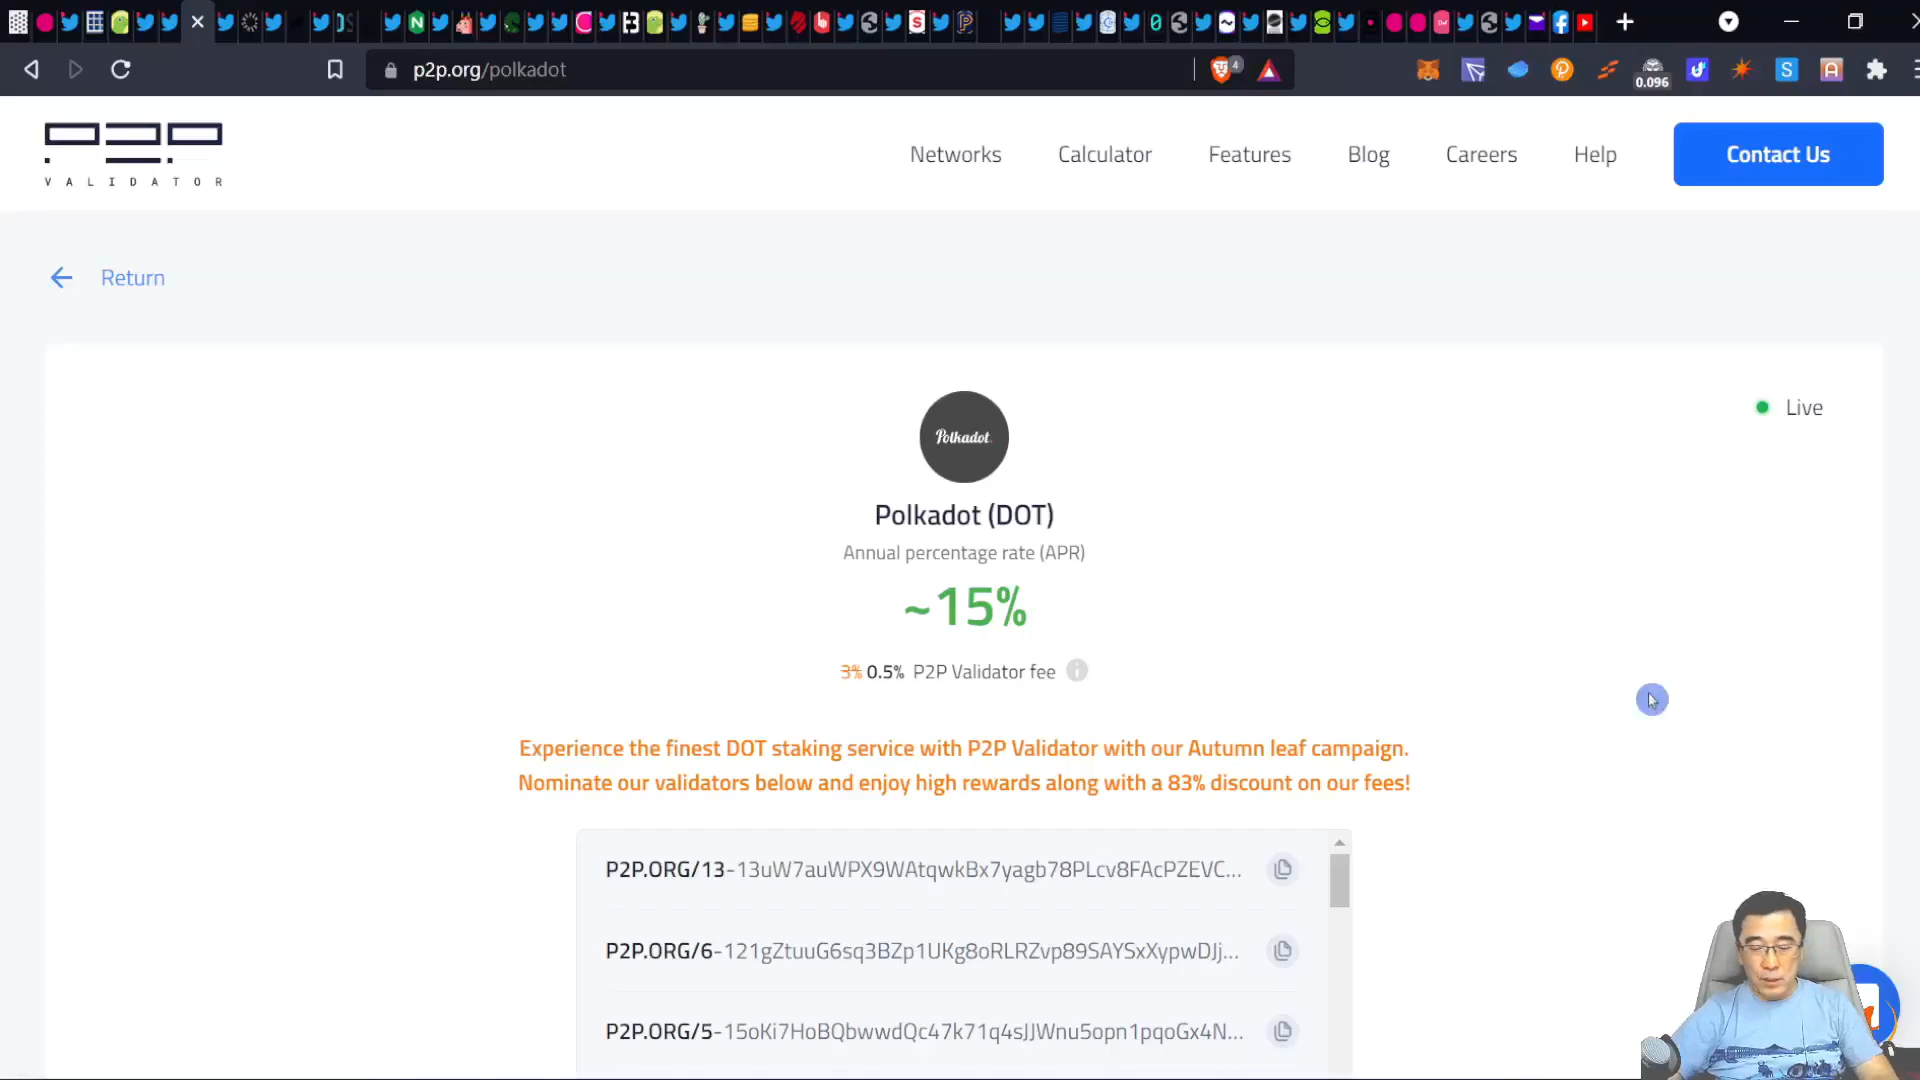 p2p.org/polkadot
4
0.096
VALIDATOR
Networks
Calculator
Features
Blog
Careers
Help
Contact Us
Return
Live
Polkadot
Polkadot (DOT)
Annual percentage rate (APR)
~15%
3% 0.5% P2P Validator fee
Experience the finest DOT staking service with P2P Validator with our Autumn leaf campaign.
Nominate our validators below and enjoy high rewards along with a 83% discount on our fees!
P2P.ORG/13-13uW7auWPX9WAtqwkBx7yagb78PLcv8FAcPZEVC...
P2P.ORG/6-121gZtuuG6sq3BZp1UKg8oRLRZvp89SAYSxXypwDJj...
P2P.ORG/5-15oKi7HoBQbwwdQc47k71q4sJJWnu5opn1pqoGx4N...